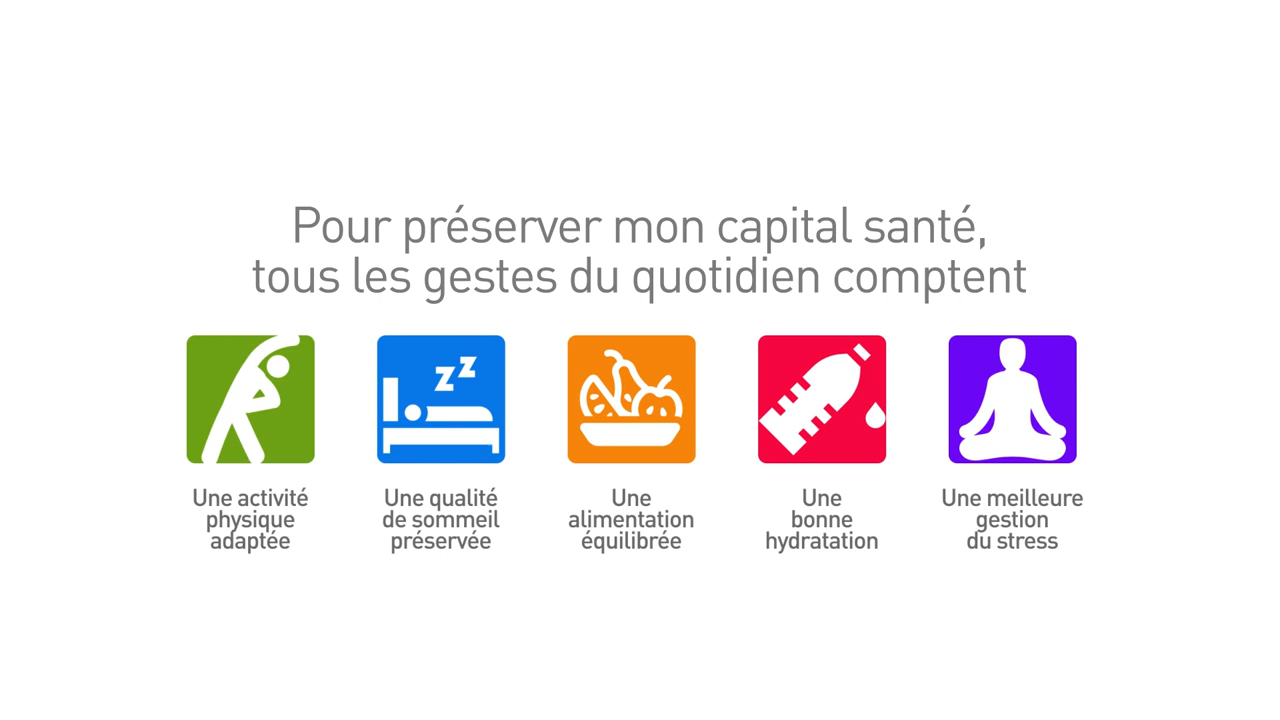 Pour préserver mon capital santé,
tous les gestes du quotidien comptent
zz
Une activité
physique
adaptée
Une qualité
de sommeil
préservée
Une
alimentation
équilibrée
Une
bonne
hydratation
Une meilleure
gestion
du stress